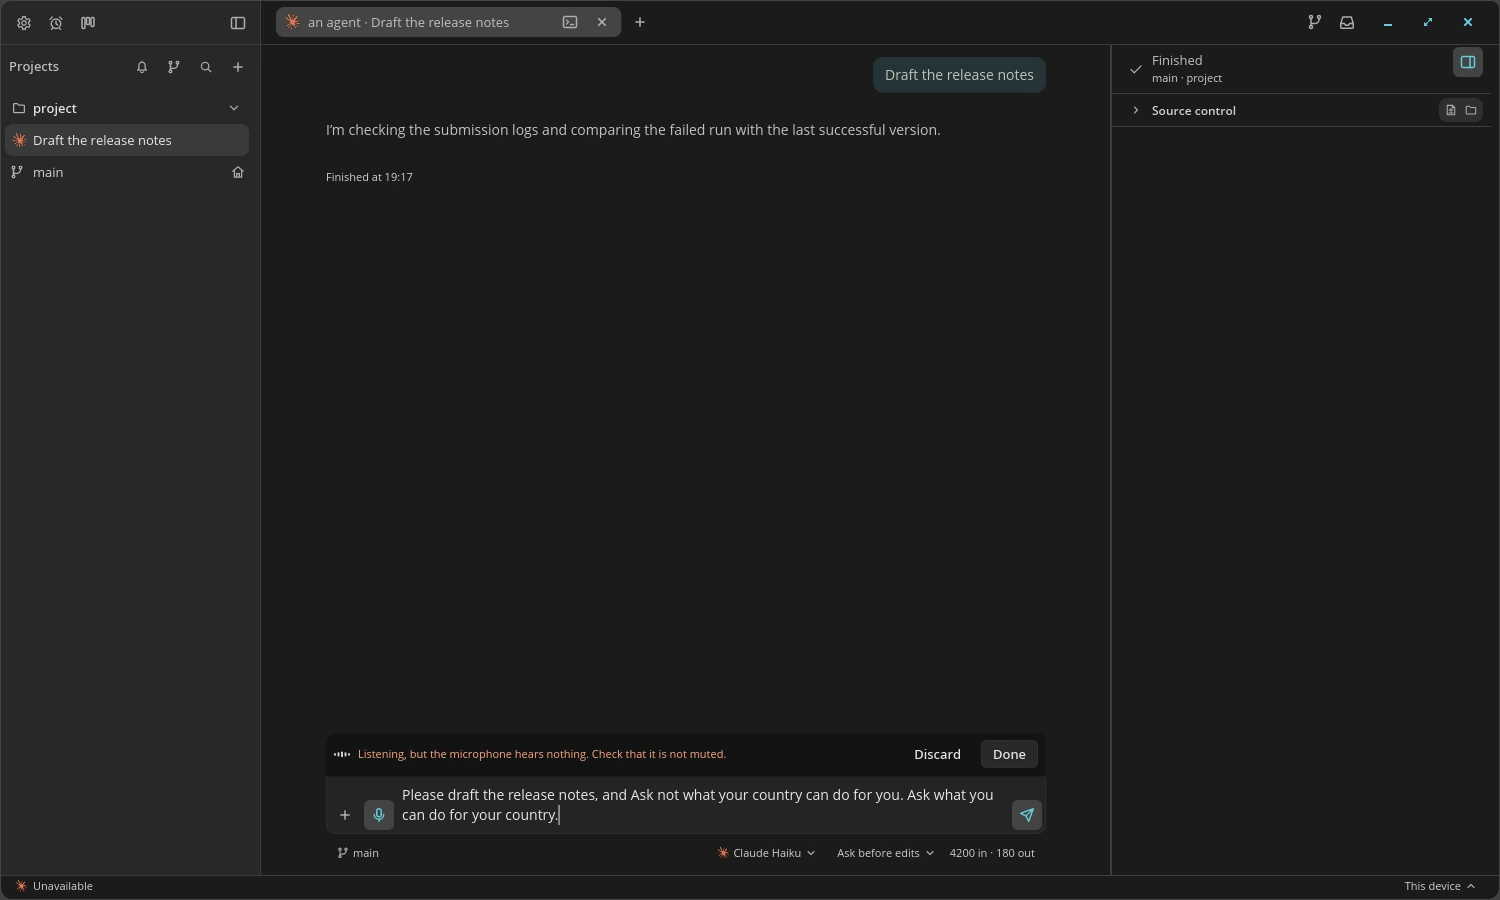 an agent · Draft the release notes
Projects
project
Draft the release notes
main
Draft the release notes
I'm checking the submission logs and comparing the failed run with the last successful version.
Finished at 19:17
Finished
main · project
Source control
Listening, but the microphone hears nothing. Check that it is not muted.
Discard
Done
Please draft the release notes, and Ask not what your country can do for you. Ask what you
can do for your country.
main
Claude Haiku
Ask before edits
4200 in · 180 out
Unavailable
This device